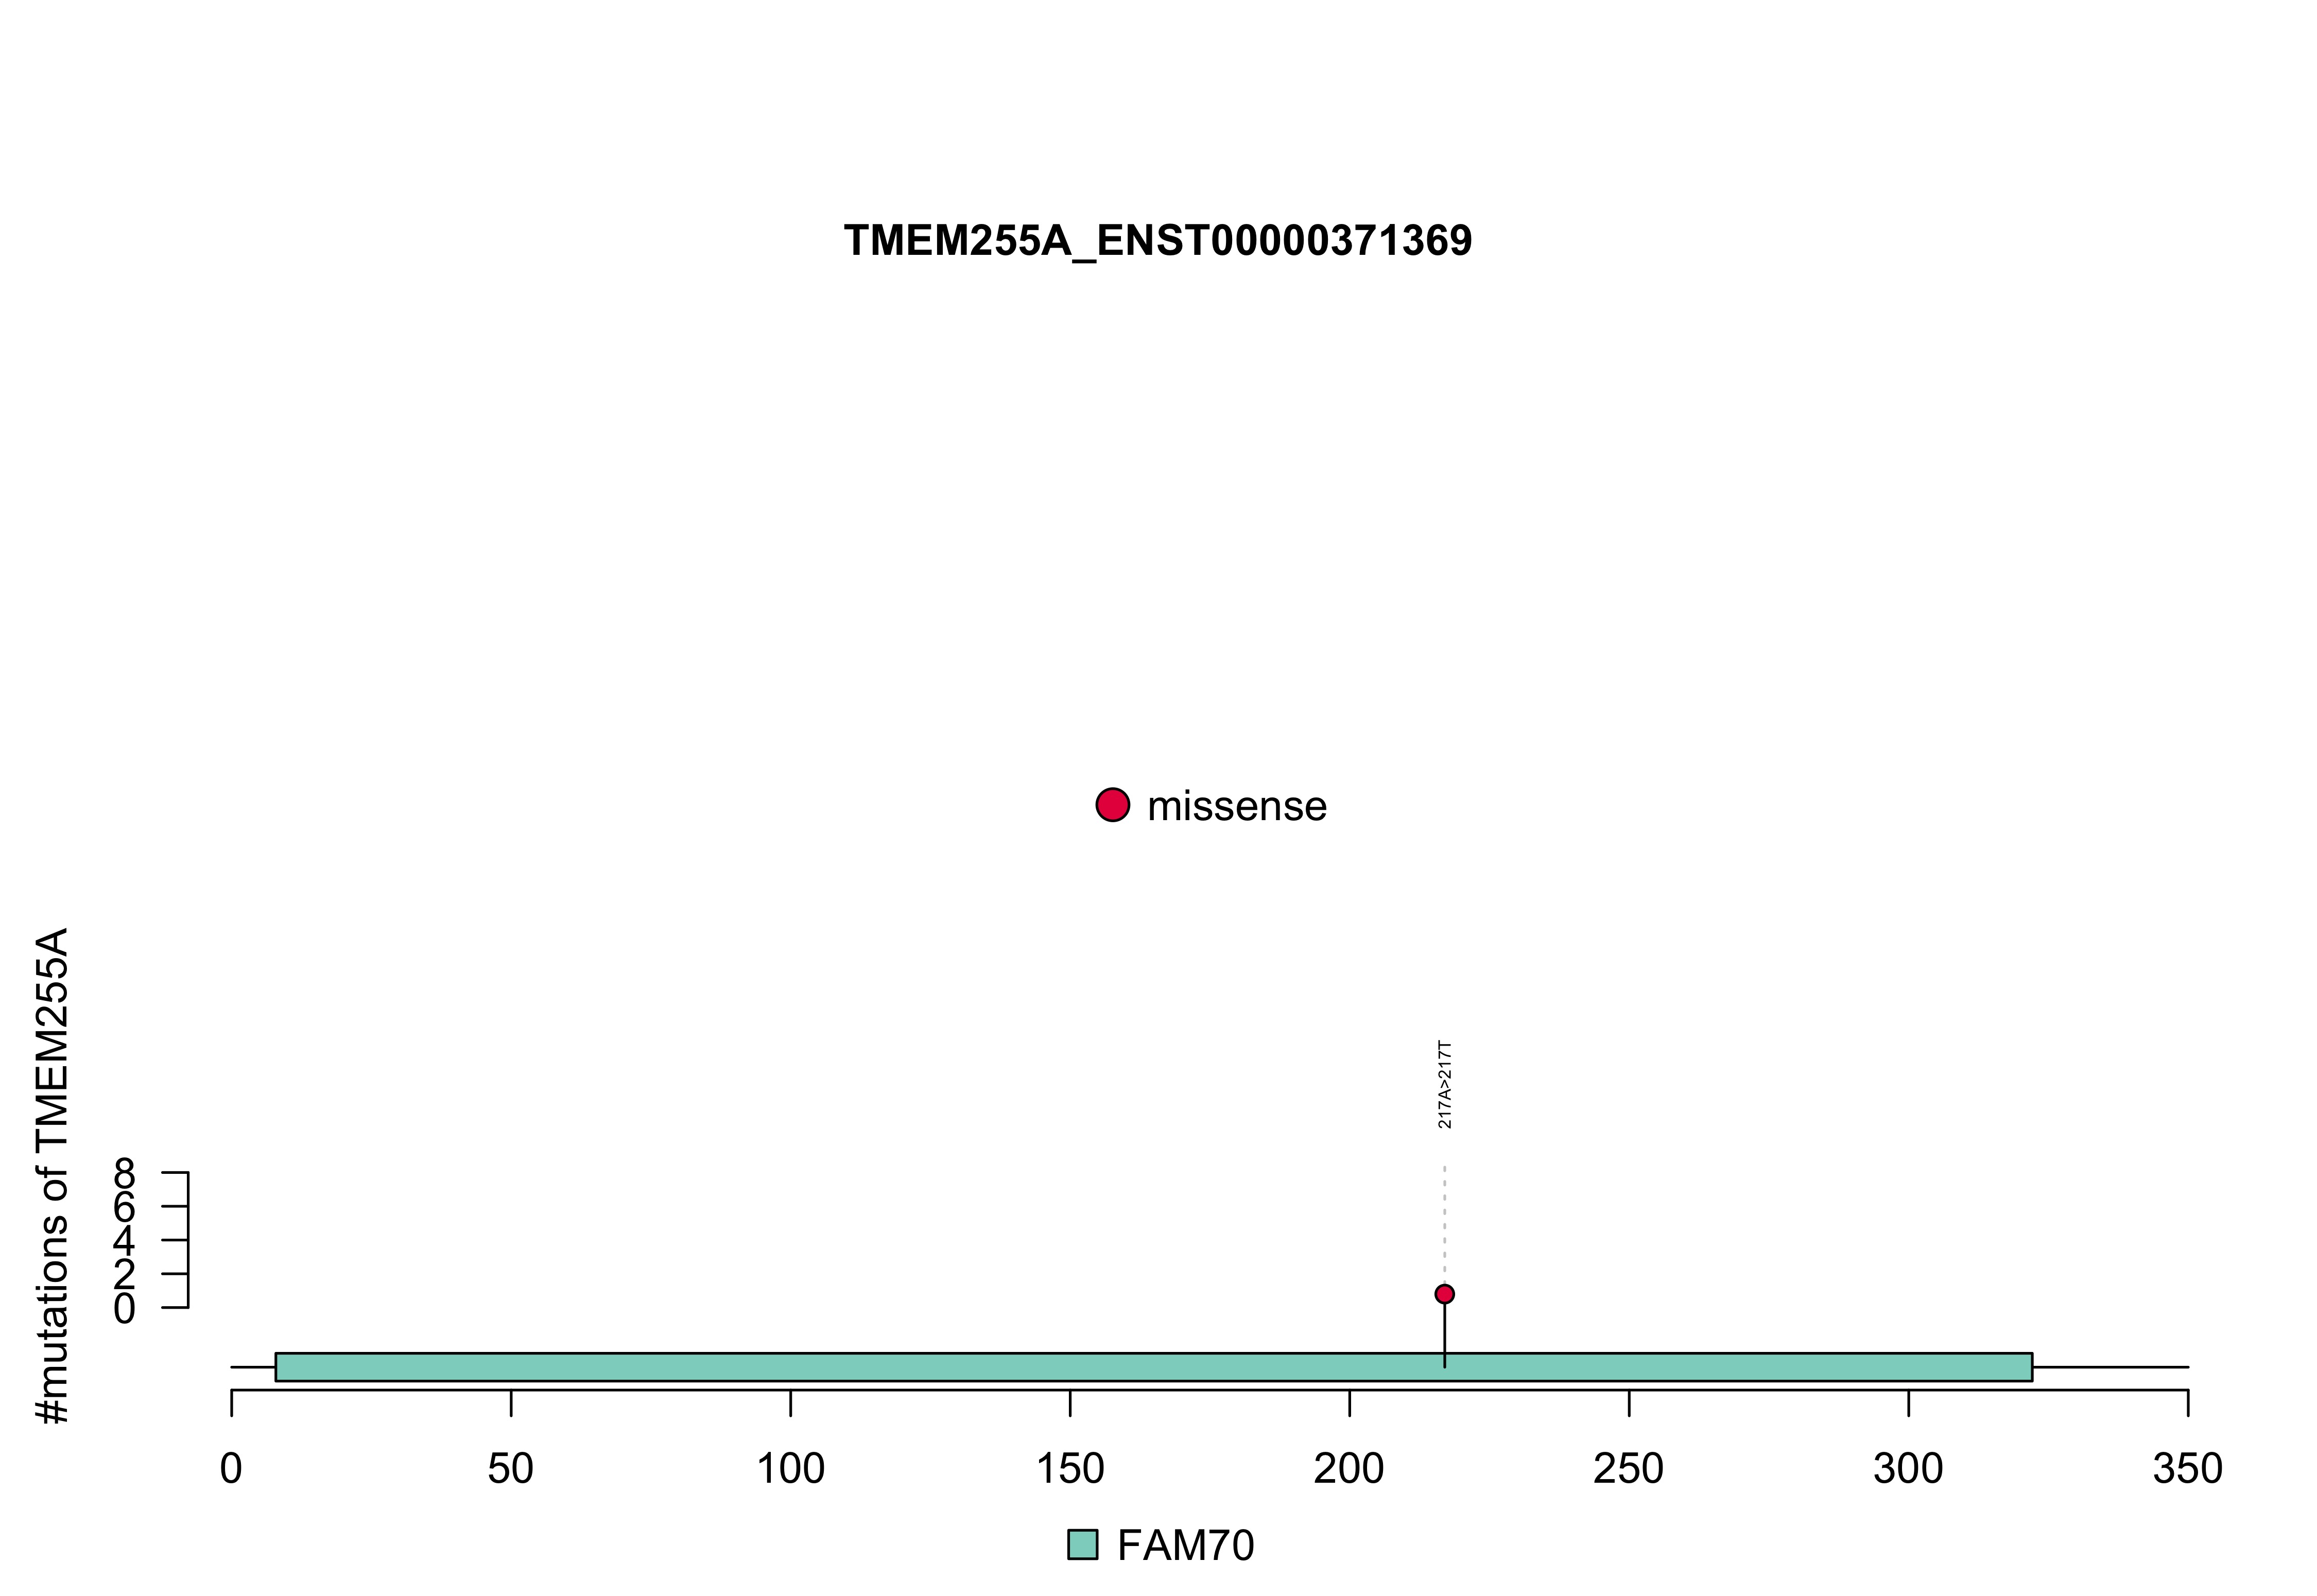 TMEM255A_ENST00000371369
missense
#mutations of TMEM255A
217A>217T
8
6
4
2
0
0 50 100 150 200 250 300 350
FAM70